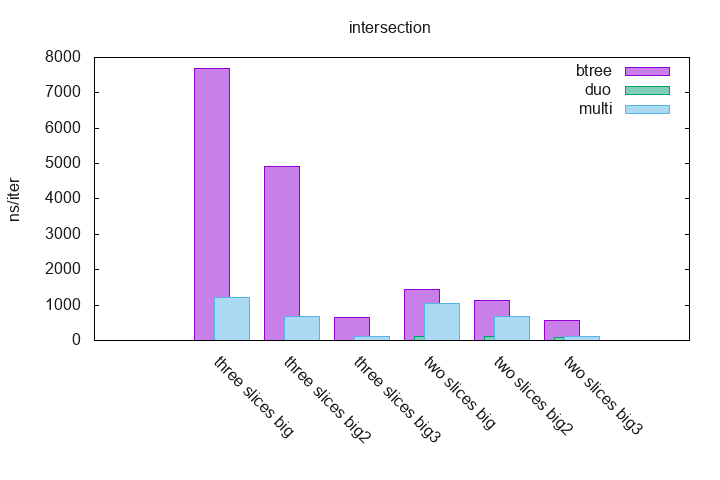 intersection
8000
7000
6000
5000
4000
3000
2000
1000
0
ns/iter
btree
duo
multi
three slices big
three slices big2
three slices big3
two slices big
two slices big2
two slices big3